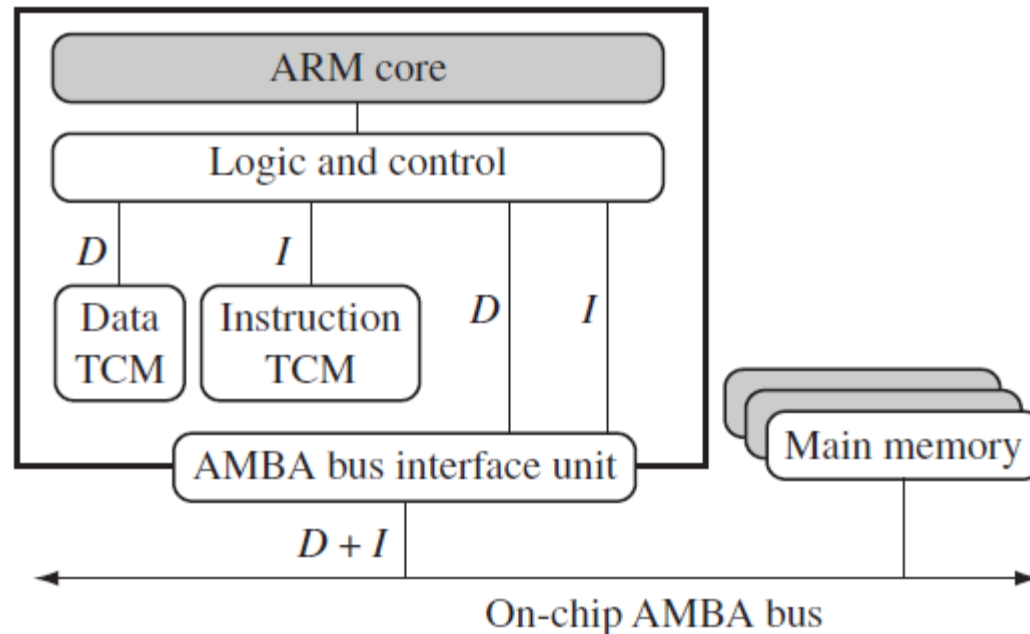 ARM core
Logic and control
D
I
D
I
Data
TCM
Instruction
TCM
Main memory
AMBA bus interface unit
D + I
On-chip AMBA bus